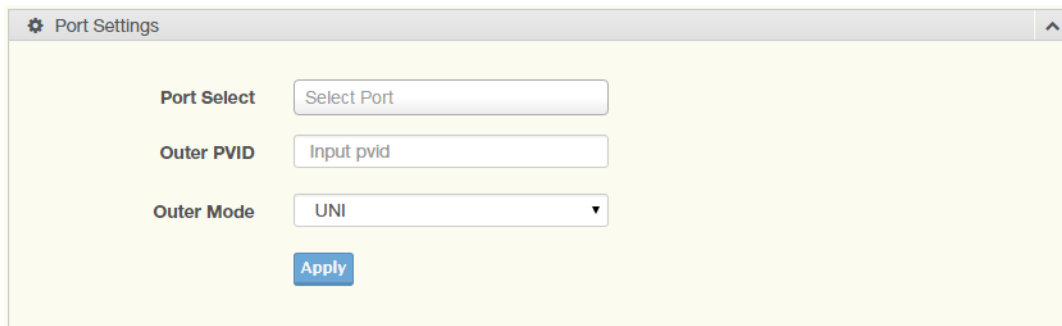 Port Settings
Port Select Select Port
Outer PVID Input pvid
Outer Mode UNI
Apply